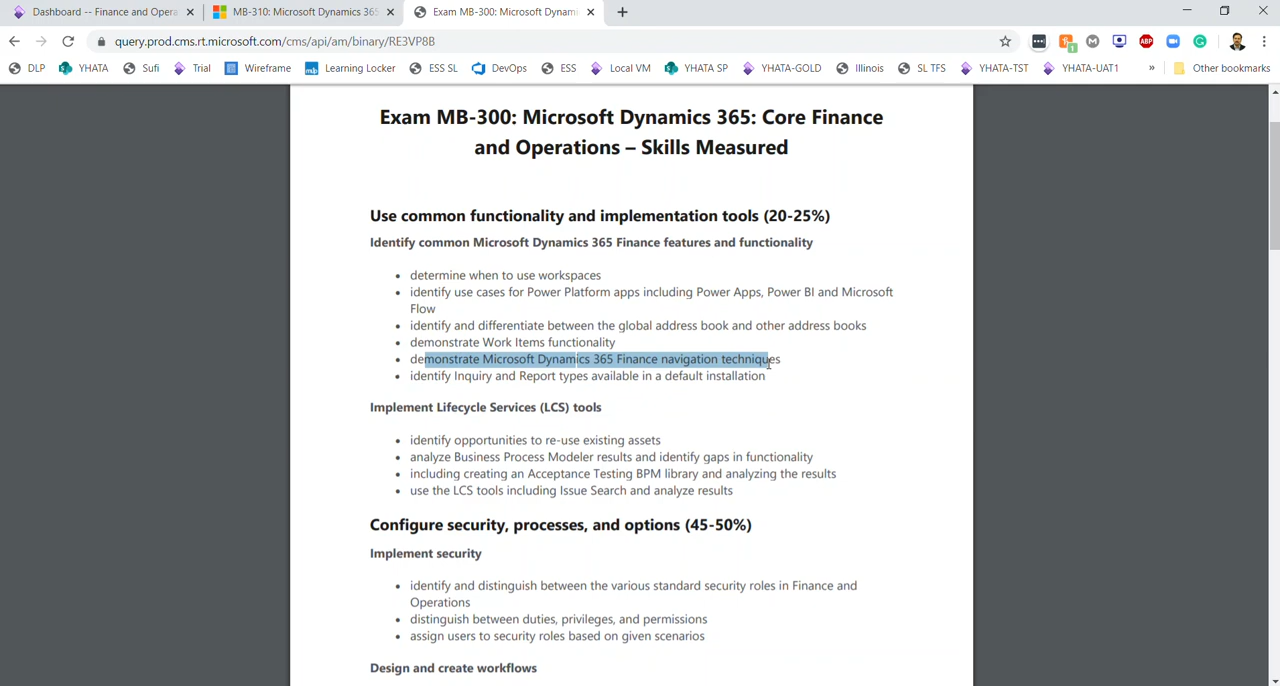 Dashboard -- Finance and Opera
MB-310: Microsoft Dynamics 365
Exam MB-300: Microsoft Dynami
query.prod.cms.rt.microsoft.com/cms/api/am/binary/RE3VP8B
ABP
1
DLP
YHATA
Sufi
Trial
Wireframe
Learning Locker
ESS SL
DevOps
ESS
Local VM
YHATA SP
YHATA-GOLD
Illinois
SL TFS
YHATA-TST
YHATA-UAT1
»
Other bookmarks
Exam MB-300: Microsoft Dynamics 365: Core Finance
and Operations – Skills Measured
Use common functionality and implementation tools (20-25%)
Identify common Microsoft Dynamics 365 Finance features and functionality
• determine when to use workspaces
• identify use cases for Power Platform apps including Power Apps, Power BI and Microsoft
Flow
• identify and differentiate between the global address book and other address books
• demonstrate Work Items functionality
• demonstrate Microsoft Dynamics 365 Finance navigation techniques
• identify Inquiry and Report types available in a default installation
Implement Lifecycle Services (LCS) tools
• identify opportunities to re-use existing assets
• analyze Business Process Modeler results and identify gaps in functionality
• including creating an Acceptance Testing BPM library and analyzing the results
• use the LCS tools including Issue Search and analyze results
Configure security, processes, and options (45-50%)
Implement security
• identify and distinguish between the various standard security roles in Finance and
Operations
• distinguish between duties, privileges, and permissions
• assign users to security roles based on given scenarios
Design and create workflows